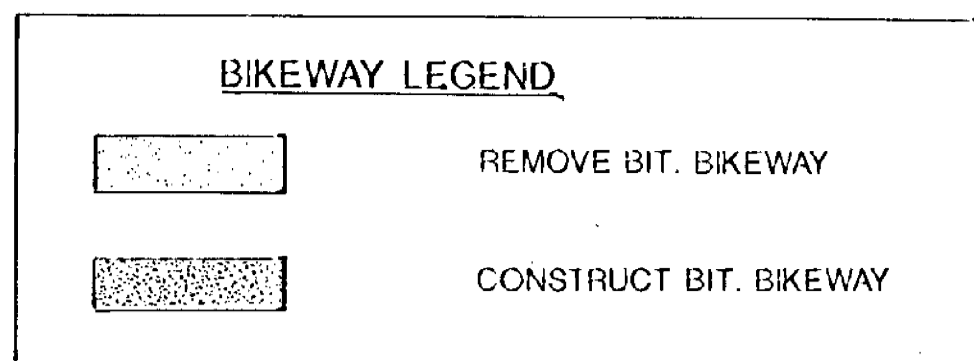 BIKEWAY LEGEND
REMOVE BIT. BIKEWAY
CONSTRUCT BIT. BIKEWAY